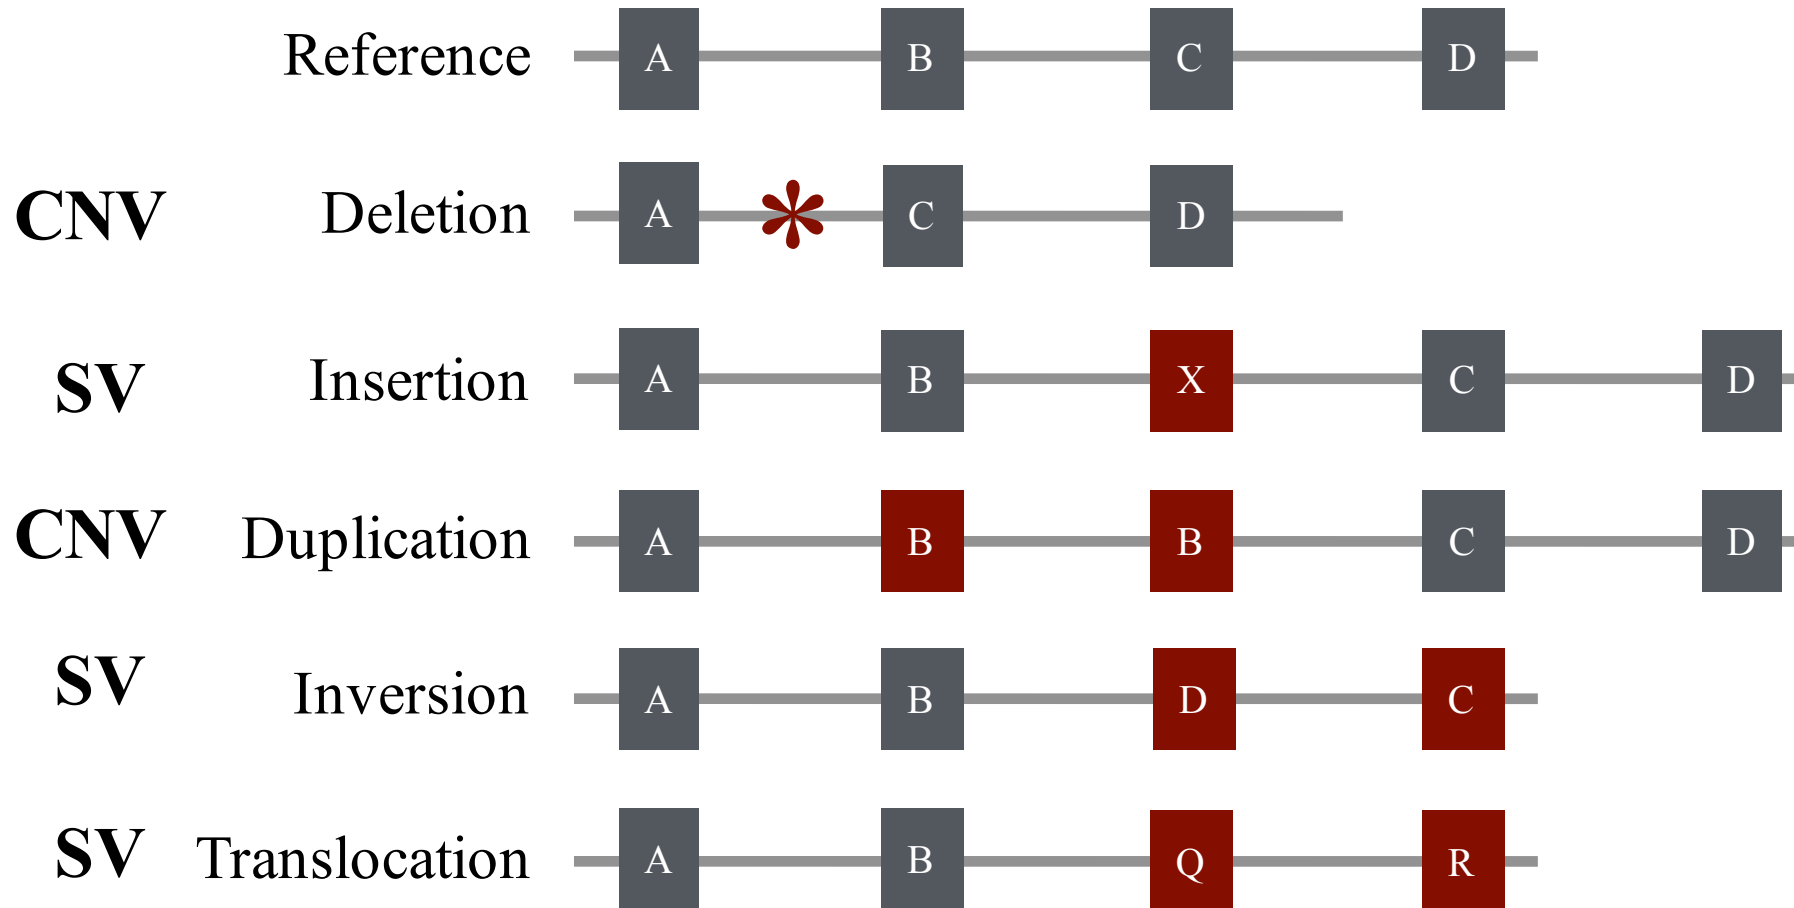 Reference A B C D
CNV Deletion A * C D
SV Insertion A B X C D
CNV Duplication A B B C D
SV Inversion A B D C
SV Translocation A B Q R